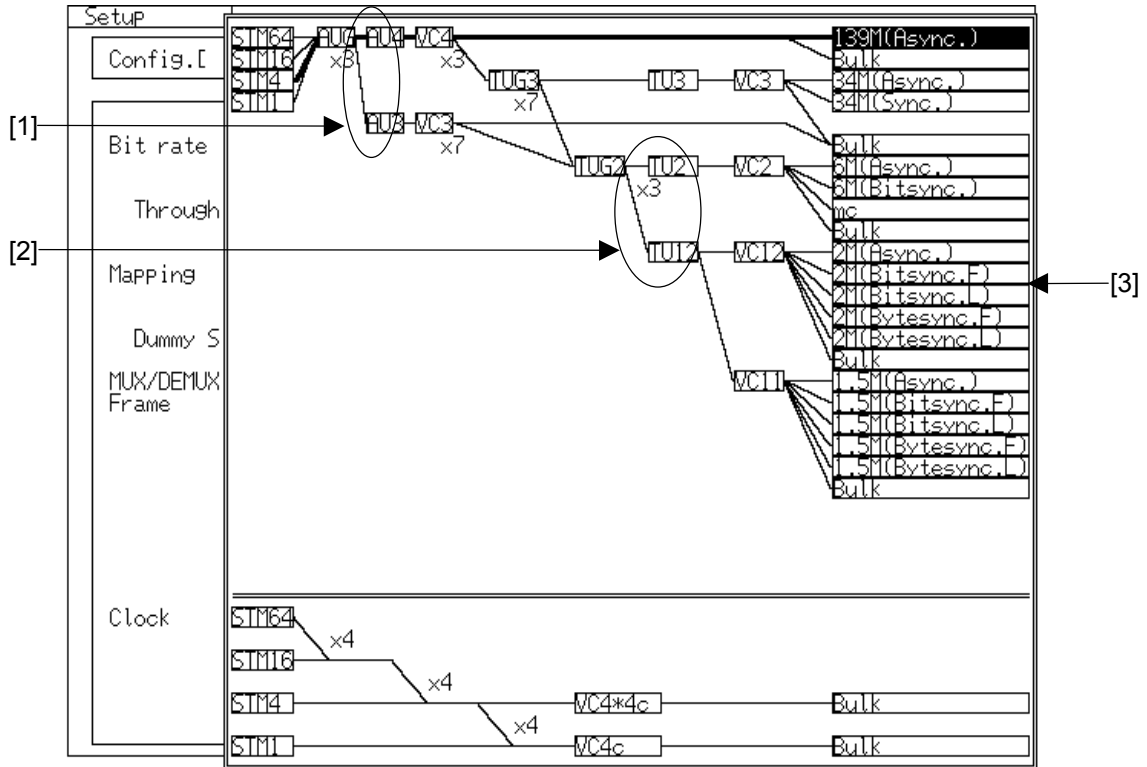 Setup
STM64 AUG AU4 VC4 139M(Async.)
Config.[ STM16 x3 x3 Bulk
STM4 TUG3 TU3 VC3 34M(Async.)
STM1 x7 34M(Sync.)
[1] AU3 VC3
Bit rate x7 Bulk
TUG2 TU2 VC2 6M(Async.)
x3 6M(Bitsync.)
Through mc
Bulk
[2] TU12 VC12 2M(Async.)
Mapping 2M(Bitsync.F)
2M(Bitsync.L) [3]
2M(Bytesync.F)
Dummy S 2M(Bytesync.L)
Bulk
MUX/DEMUX VC11 1.5M(Async.)
Frame 1.5M(Bitsync.F)
1.5M(Bitsync.L)
1.5M(Bytesync.F)
1.5M(Bytesync.L)
Bulk
Clock STM64
x4
STM16
x4
STM4 VC4*4c Bulk
x4
STM1 VC4c Bulk